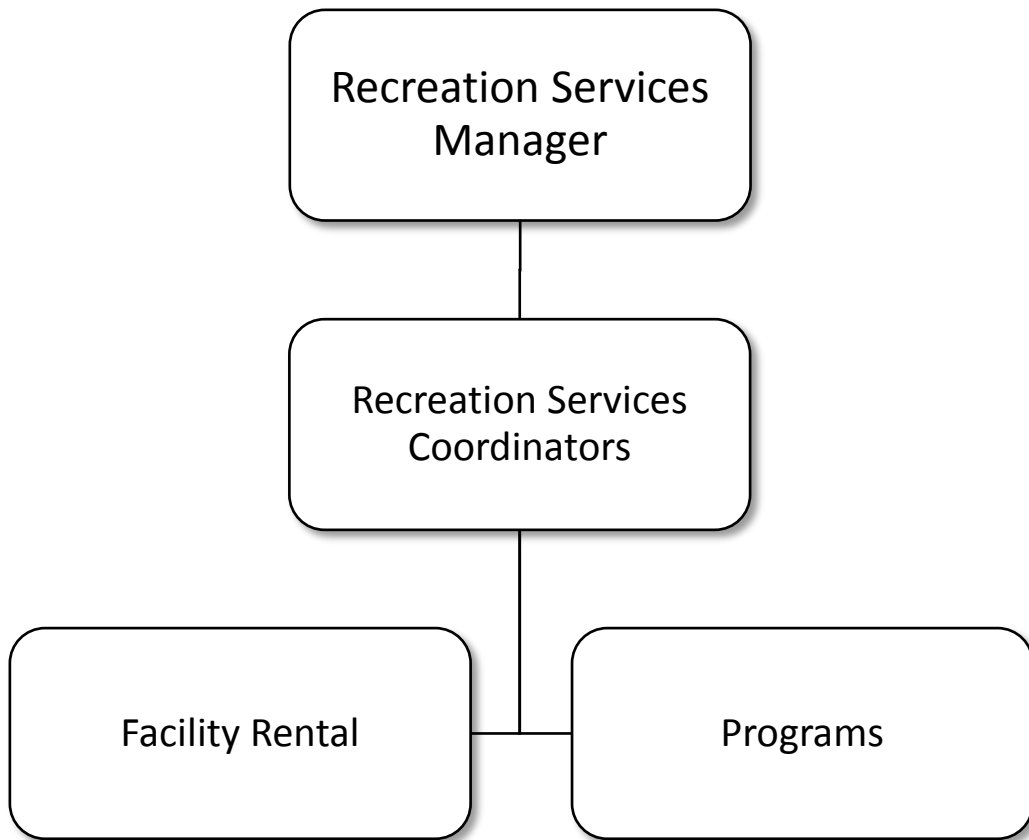 Recreation Services
Manager
Recreation Services
Coordinators
Facility Rental
Programs